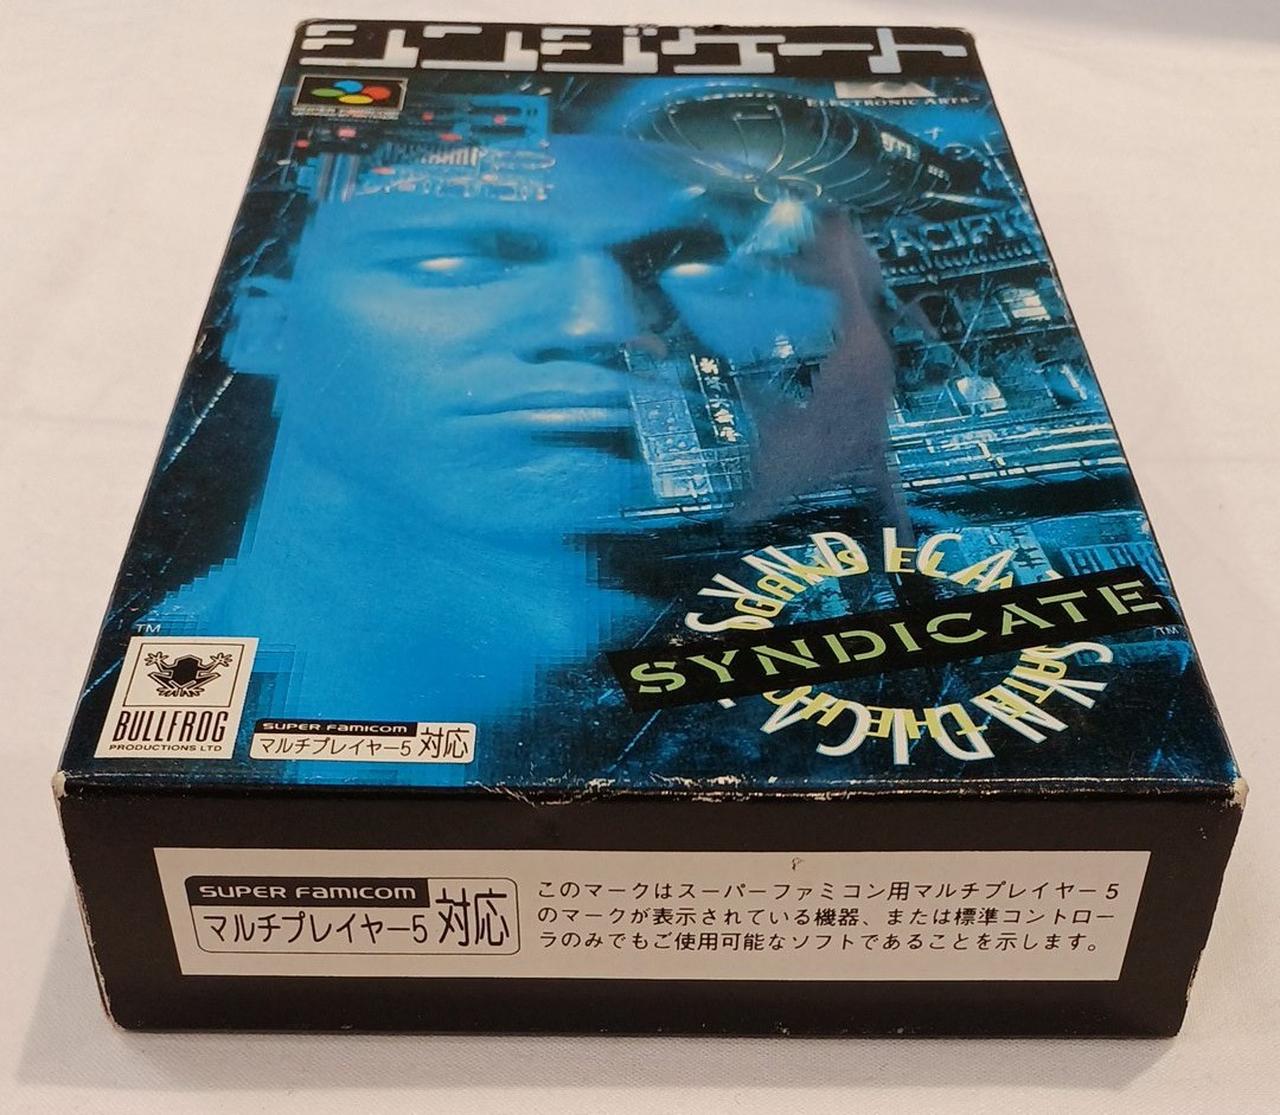 シンジケート
SUPER FAMICOM
ELECTRONIC ARTS™
PACIFIC
SYNDICATE
TM
TM
BULLFROG
PRODUCTIONS LTD
SUPER FAMICOM
マルチプレイヤー5 対応
SUPER FAMICOM
マルチプレイヤー5 対応
このマークはスーパーファミコン用マルチプレイヤー5
のマークが表示されている機器、または標準コントロー
ラのみでもご使用可能なソフトであることを示します。